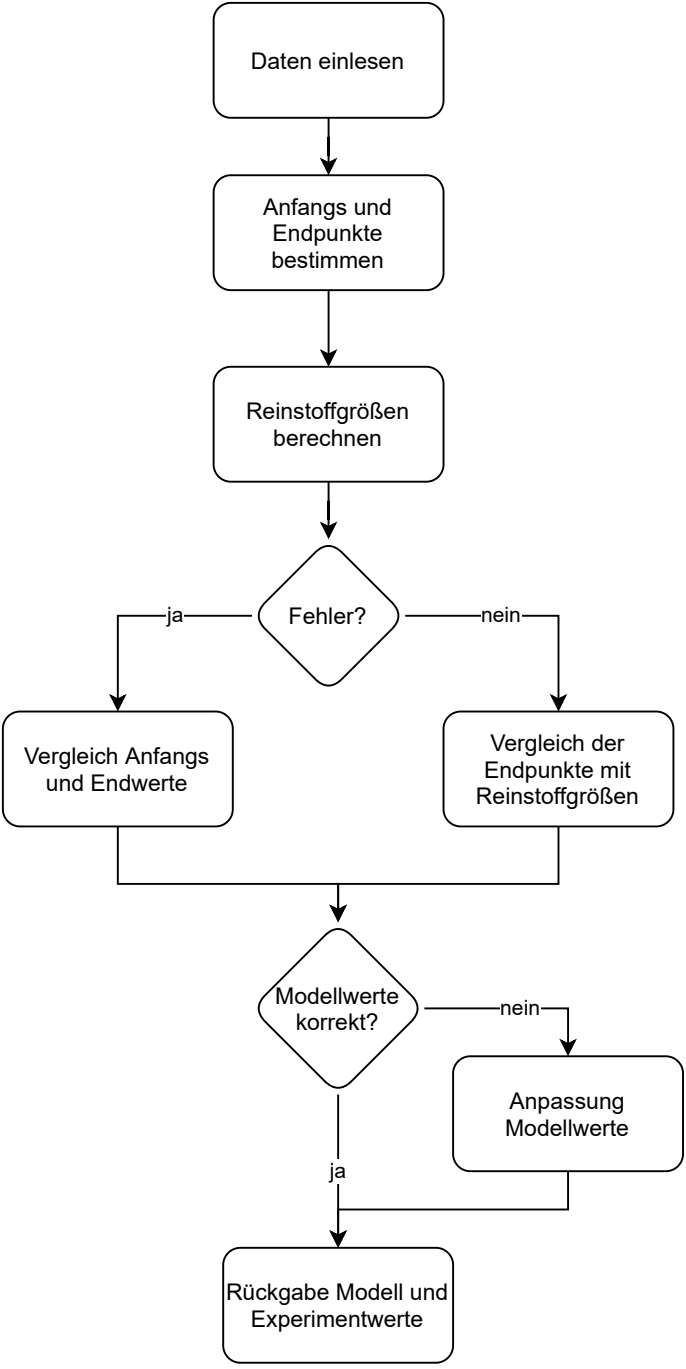 Daten einlesen
Anfangs und
Endpunkte
bestimmen
Reinstoffgrößen
berechnen
Fehler?
ja
nein
Vergleich Anfangs
und Endwerte
Vergleich der
Endpunkte mit
Reinstoffgrößen
Modellwerte
korrekt?
nein
Anpassung
Modellwerte
ja
Rückgabe Modell und
Experimentwerte